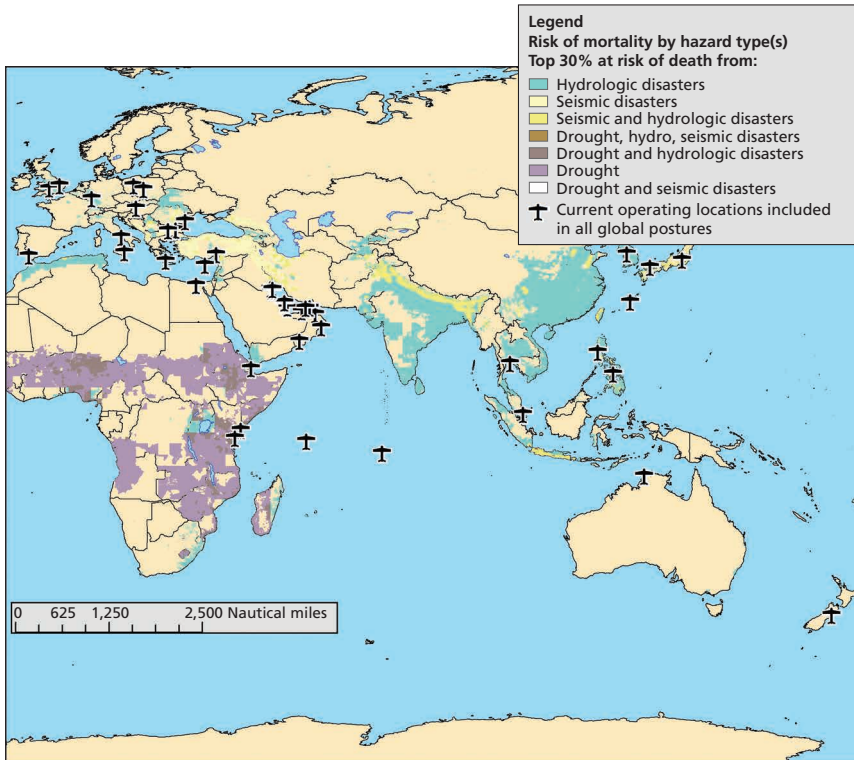 Legend
Risk of mortality by hazard type(s)
Top 30% at risk of death from:
Hydrologic disasters
Seismic disasters
Seismic and hydrologic disasters
Drought, hydro, seismic disasters
Drought and hydrologic disasters
Drought
Drought and seismic disasters
Current operating locations included
in all global postures
0 625 1,250 2,500 Nautical miles